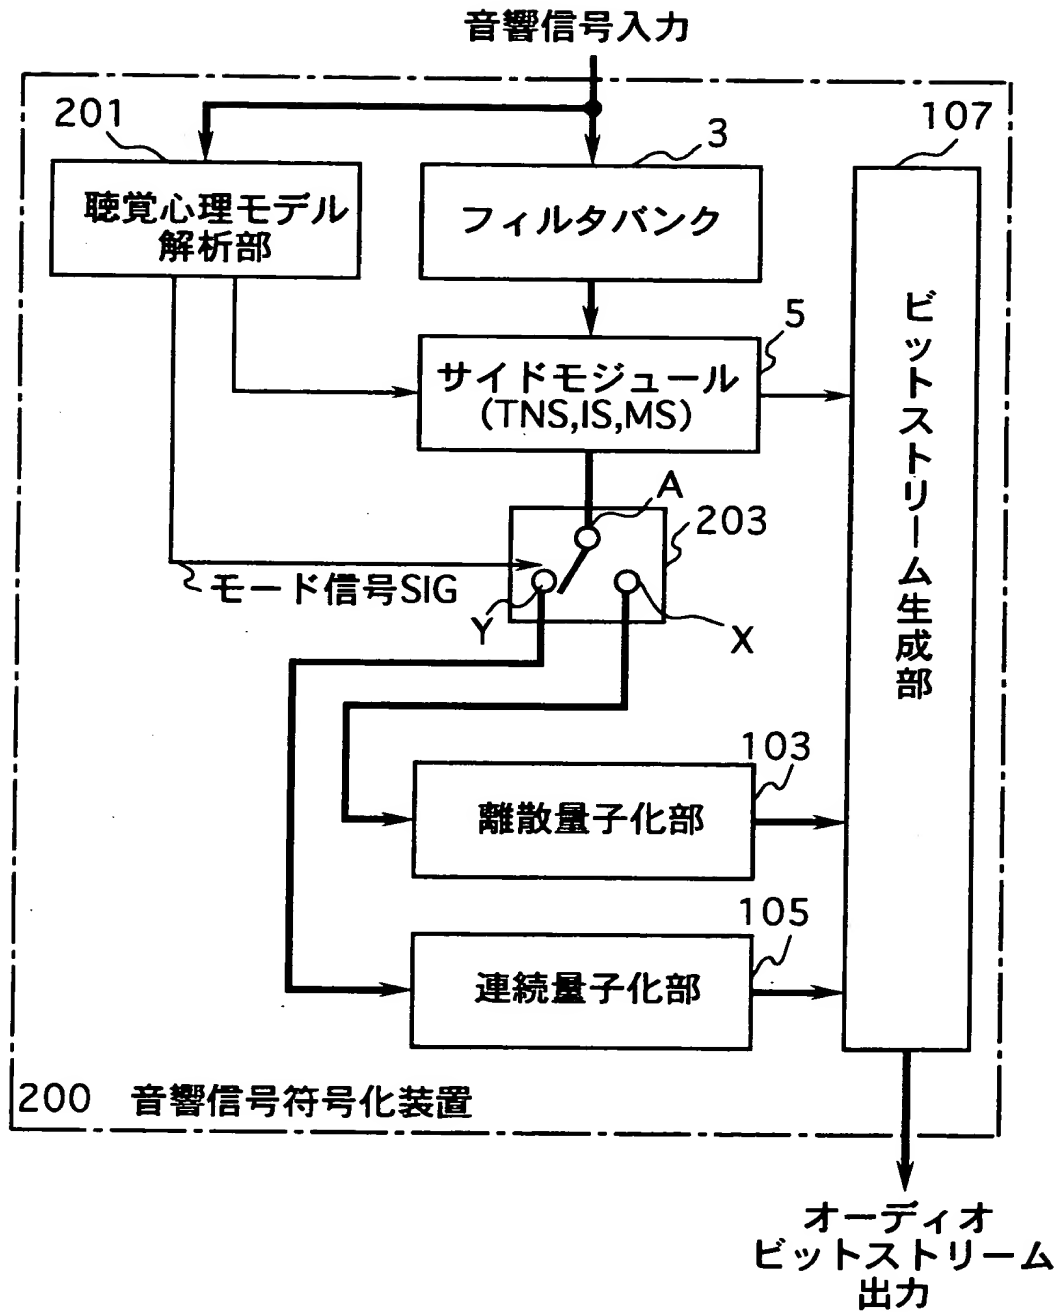 音響信号入力
201
3
107
聴覚心理モデル
解析部
フィルタバンク
5
サイドモジュール
(TNS,IS,MS)
ビットストリーム生成部
A
203
モード信号SIG
Y
X
103
離散量子化部
105
連続量子化部
200 音響信号符号化装置
オーディオ
ビットストリーム
出力